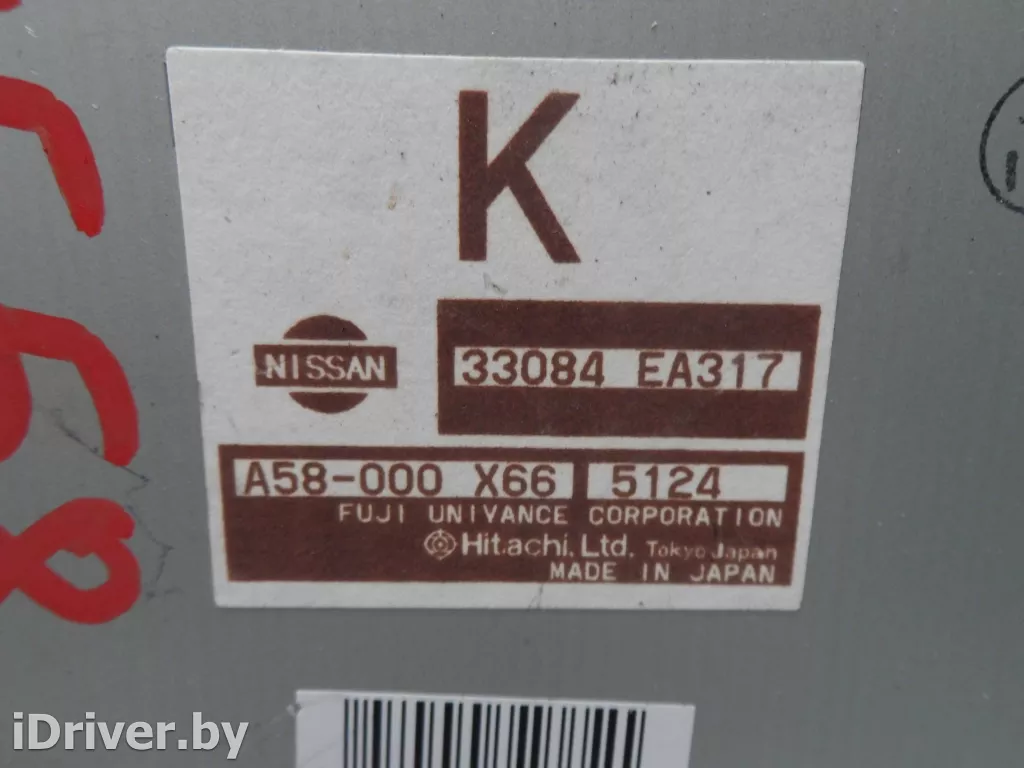 K
NISSAN
33084 EA317
A58-000 X66 5124
FUJI UNIVANCE CORPORATION
Hitachi, Ltd. Tokyo Japan
MADE IN JAPAN
iDriver.by